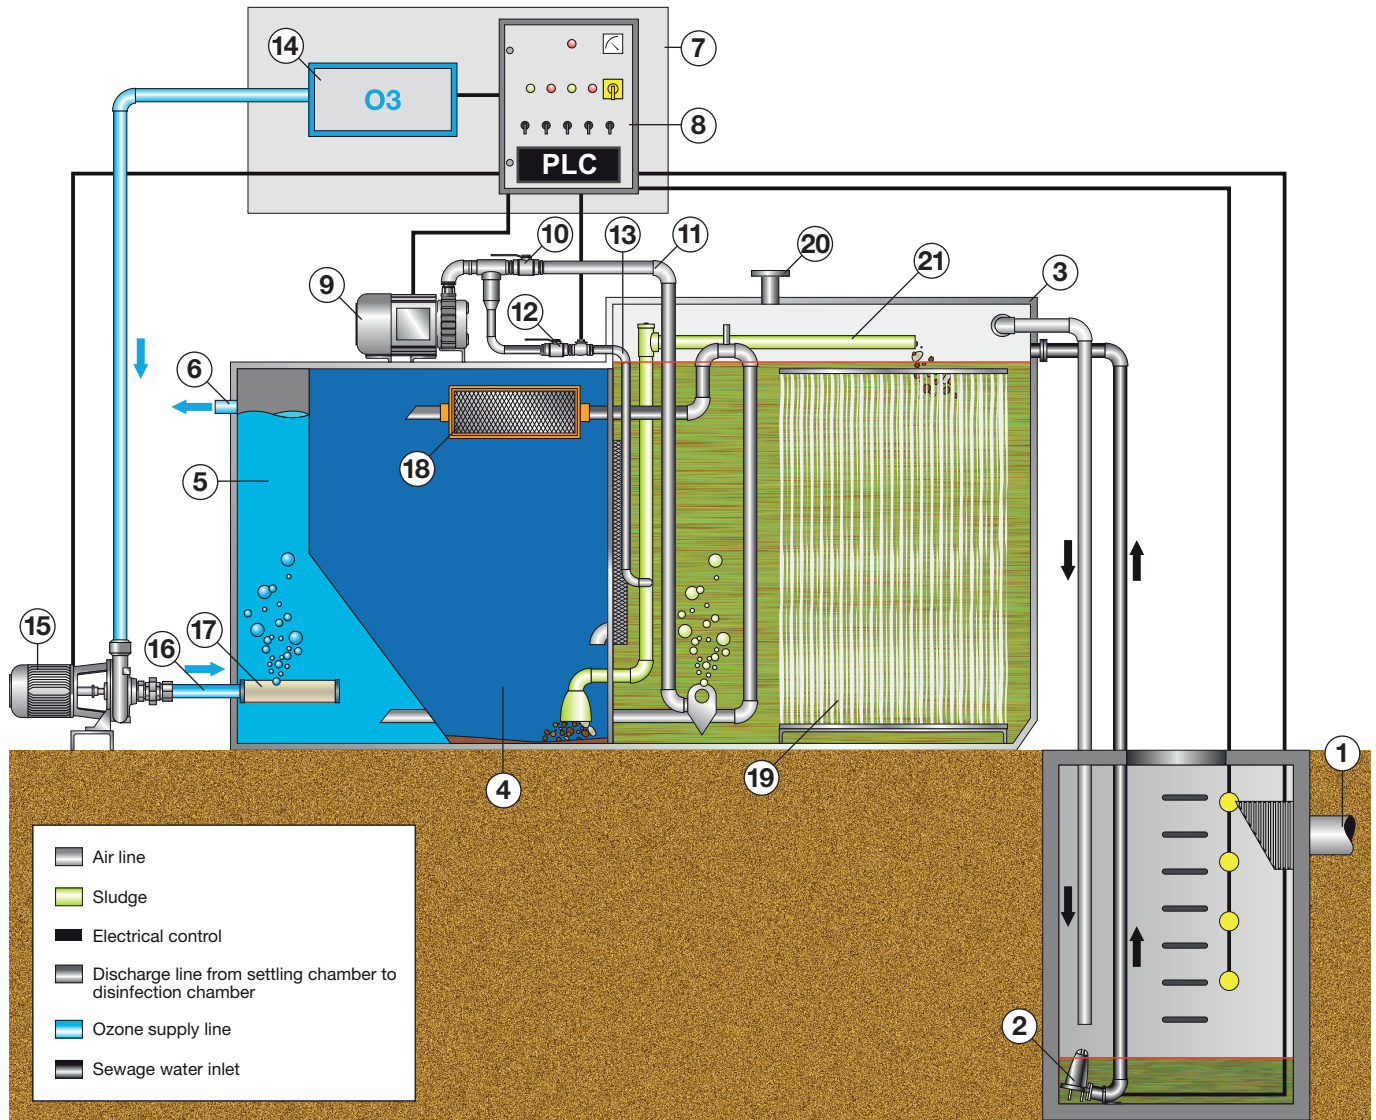 14
7
O3
8
PLC
10
13
11
20
21
3
9
12
6
18
5
15
16
17
4
19
1
2
Air line
Sludge
Electrical control
Discharge line from settling chamber to
disinfection chamber
Ozone supply line
Sewage water inlet